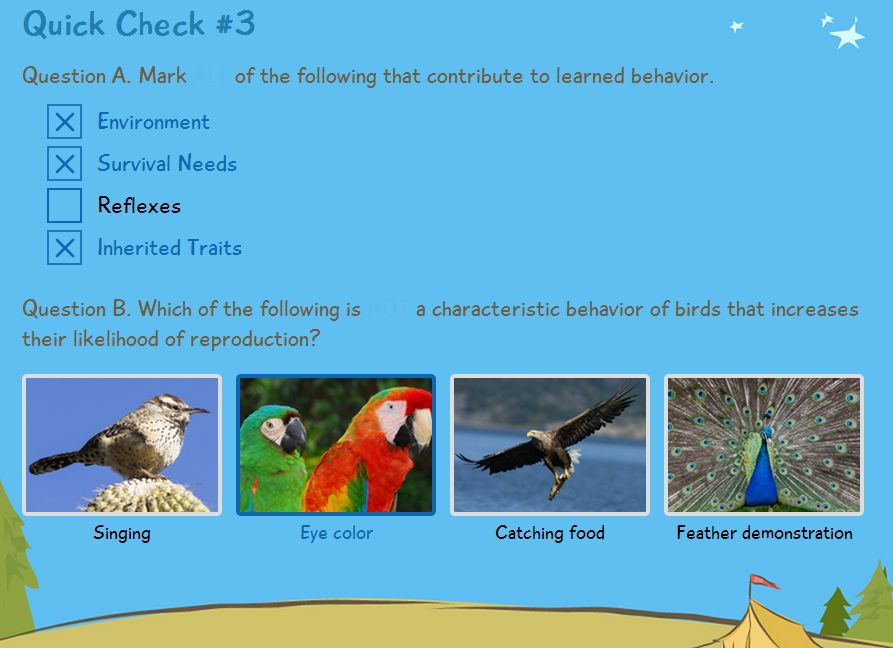 Quick Check #3
Question A. Mark ALL of the following that contribute to learned behavior.
Environment
Survival Needs
Reflexes
Inherited Traits
Question B. Which of the following is NOT a characteristic behavior of birds that increases
their likelihood of reproduction?
Singing
Eye color
Catching food
Feather demonstration